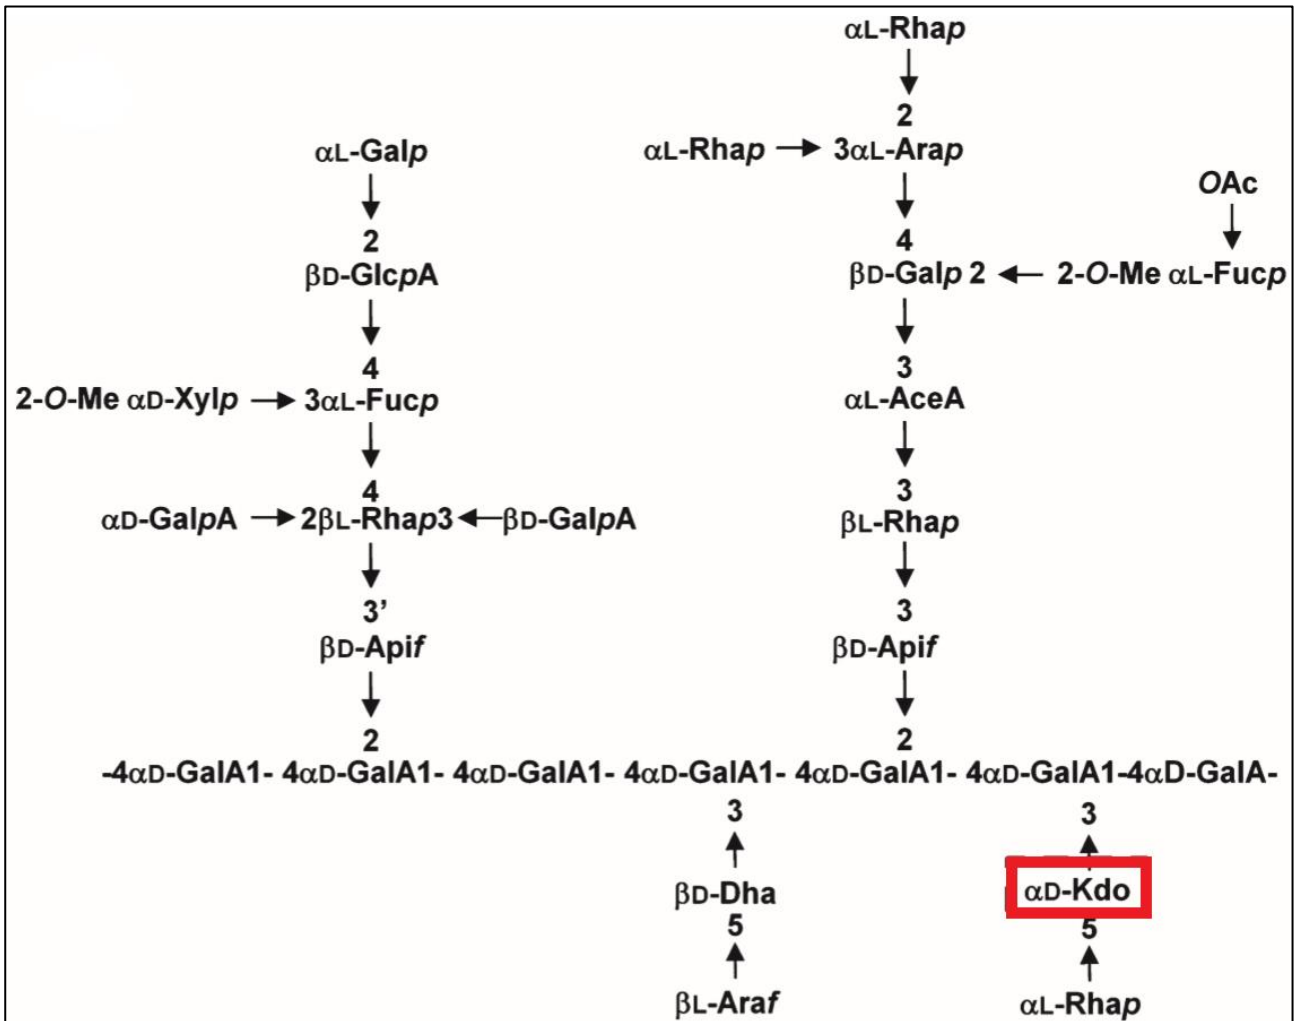 αL-Rhap
2
αL-Galp αL-Rhap 3αL-Arap
OAc
2 4
βD-GlcpA βD-Galp 2 2-O-Me αL-Fucp
4 3
2-O-Me αD-Xylp 3αL-Fucp αL-AceA
4 3
αD-GalpA 2βL-Rhap3 βD-GalpA βL-Rhap
3’ 3
βD-Apif βD-Apif
2 2
-4αD-GalA1- 4αD-GalA1- 4αD-GalA1- 4αD-GalA1- 4αD-GalA1- 4αD-GalA1-4αD-GalA-
3 3
βD-Dha αD-Kdo
5 5
βL-Araf αL-Rhap